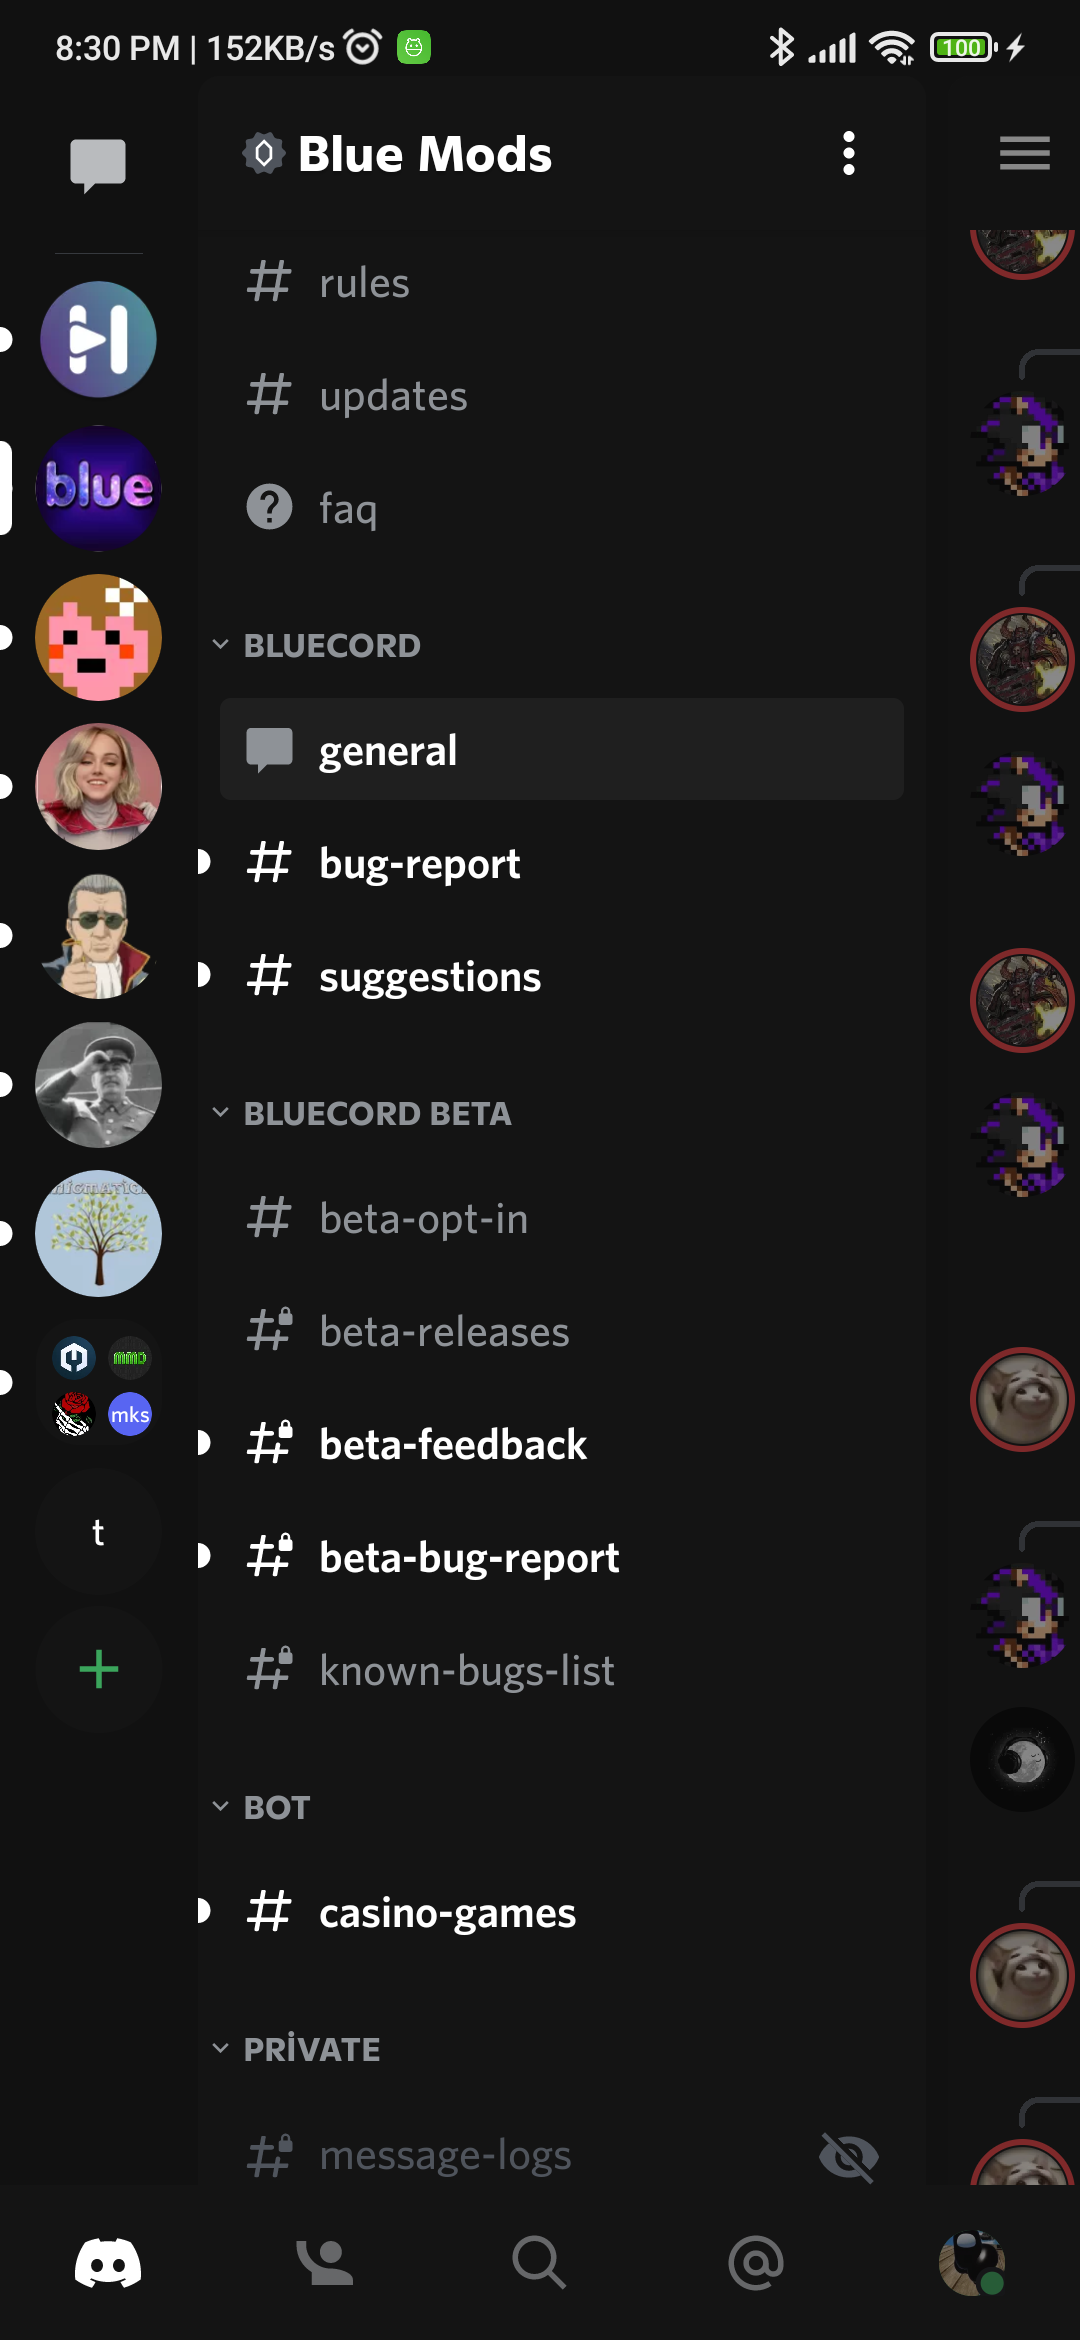 8:30 PM | 152KB/s
100
Blue Mods
# rules
# updates
? faq
blue
BLUECORD
general
# bug-report
# suggestions
BLUECORD BETA
# beta-opt-in
# beta-releases
# beta-feedback
mmd
mks
# beta-bug-report
t
# known-bugs-list
+
BOT
# casino-games
PRİVATE
# message-logs
@